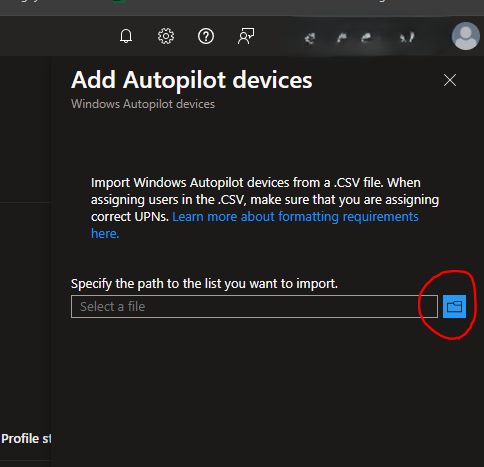 Add Autopilot devices
Windows Autopilot devices
Import Windows Autopilot devices from a .CSV file. When
assigning users in the .CSV, make sure that you are assigning
correct UPNs. Learn more about formatting requirements
here.
Specify the path to the list you want to import.
Select a file
Profile st